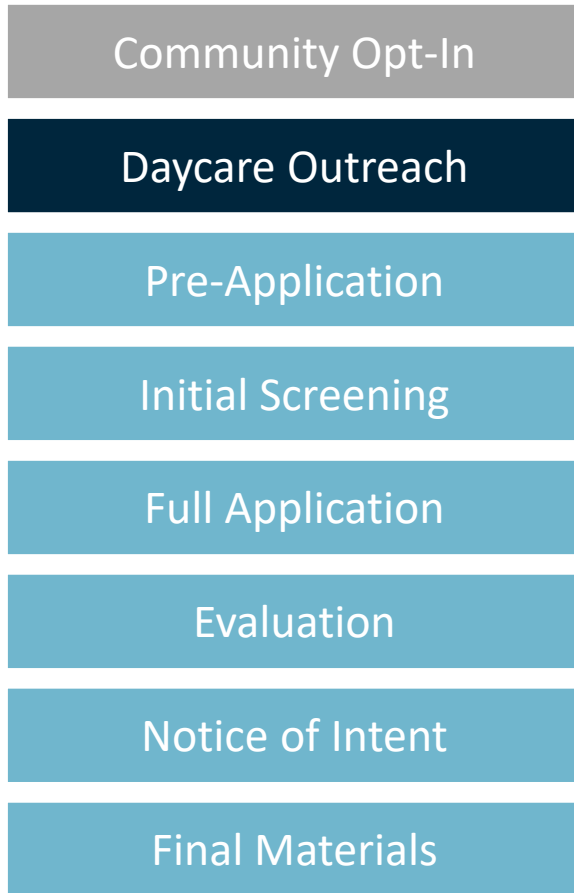 Community Opt-In
Daycare Outreach
Pre-Application
Initial Screening
Full Application
Evaluation
Notice of Intent
Final Materials